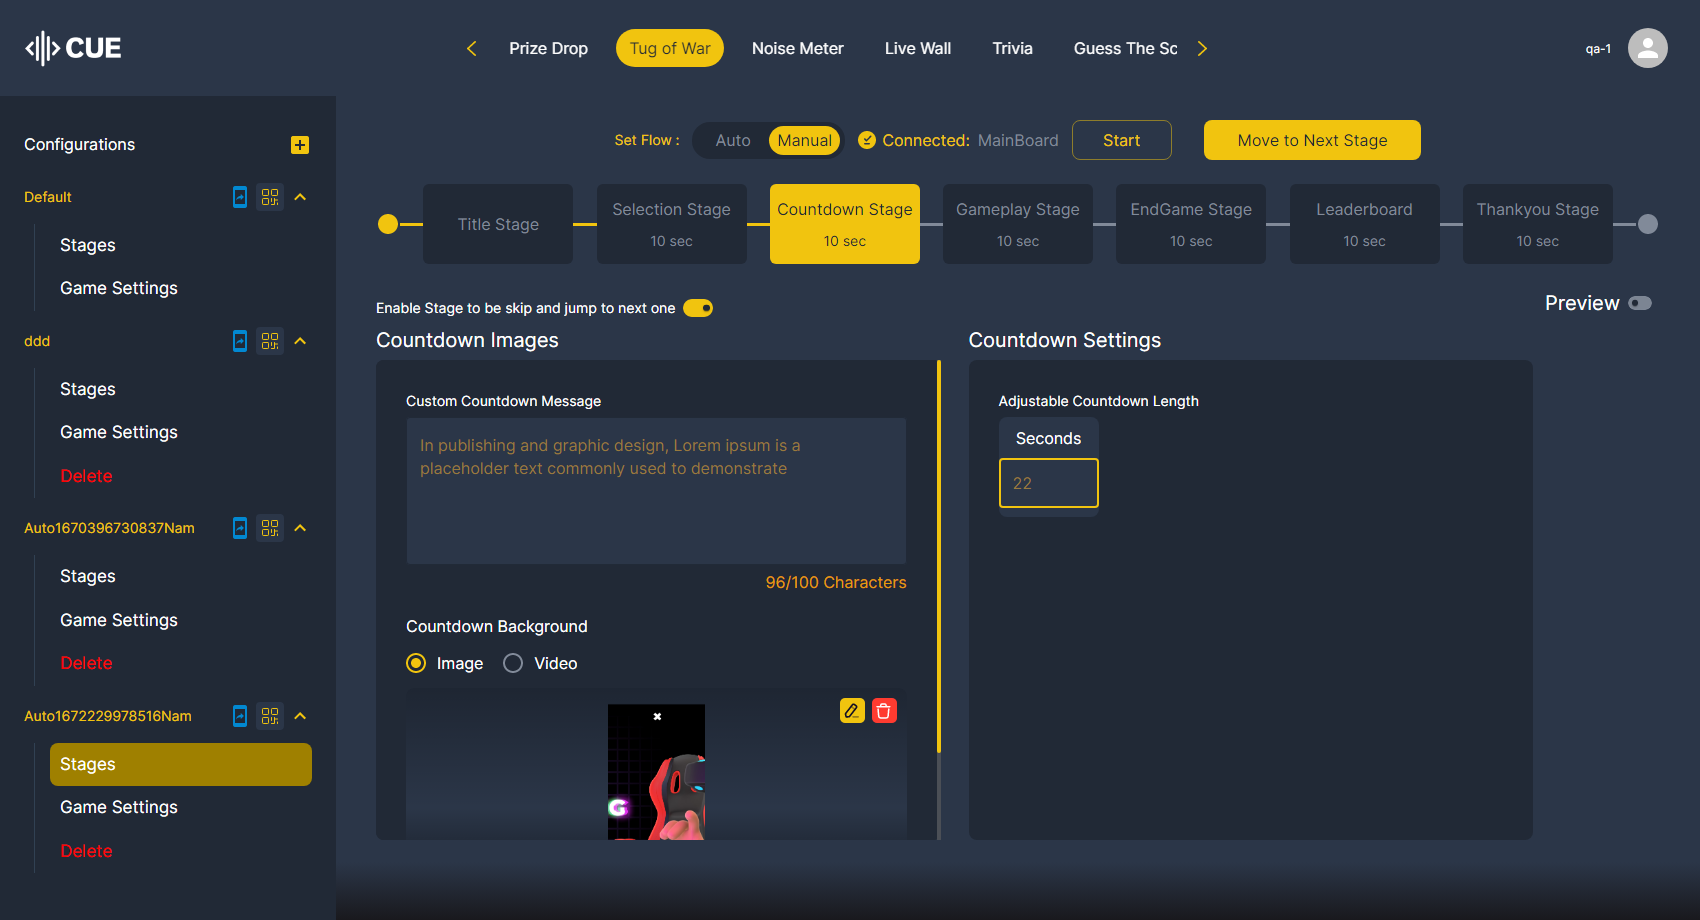 CUE
Prize Drop
Tug of War
Noise Meter
Live Wall
Trivia
Guess The Sc
qa-1
Configurations
Default
Stages
Game Settings
ddd
Stages
Game Settings
Delete
Auto1670396730837Nam
Stages
Game Settings
Delete
Auto1672229978516Nam
Stages
Game Settings
Delete
Set Flow :
Auto
Manual
Connected: MainBoard
Start
Move to Next Stage
Title Stage
Selection Stage
10 sec
Countdown Stage
10 sec
Gameplay Stage
10 sec
EndGame Stage
10 sec
Leaderboard
10 sec
Thankyou Stage
10 sec
Enable Stage to be skip and jump to next one
Preview
Countdown Images
Custom Countdown Message
In publishing and graphic design, Lorem ipsum is a
placeholder text commonly used to demonstrate
96/100 Characters
Countdown Background
Image
Video
G
Countdown Settings
Adjustable Countdown Length
Seconds
22